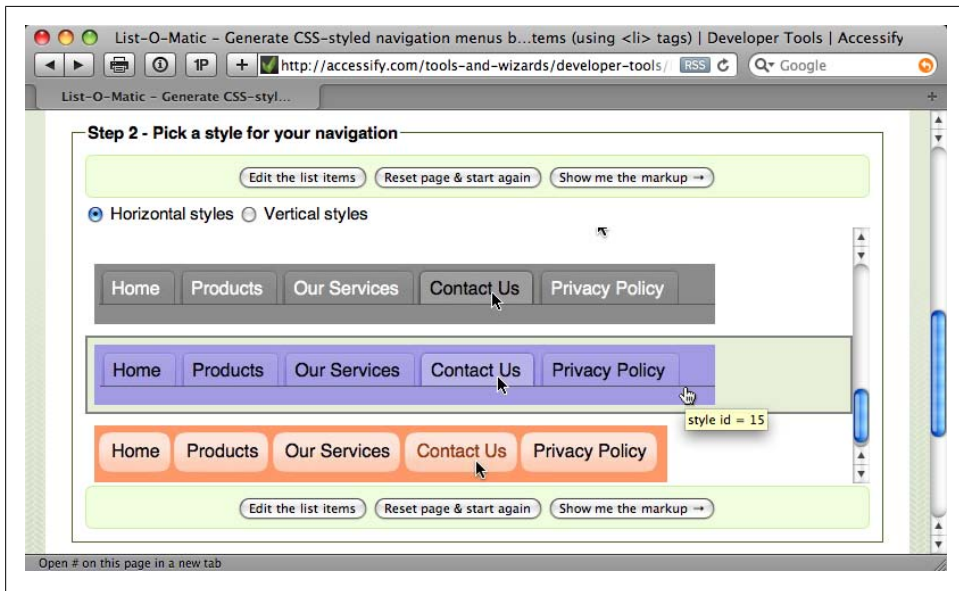 List-O-Matic – Generate CSS-styled navigation menus b...tems (using <li> tags) | Developer Tools | Accessify
1P + http://accessify.com/tools-and-wizards/developer-tools/ RSS Google
List-O-Matic – Generate CSS-styl... +
Step 2 - Pick a style for your navigation
Edit the list items Reset page & start again Show me the markup →
Horizontal styles Vertical styles
Home Products Our Services Contact Us Privacy Policy
Home Products Our Services Contact Us Privacy Policy
style id = 15
Home Products Our Services Contact Us Privacy Policy
Edit the list items Reset page & start again Show me the markup →
Open # on this page in a new tab